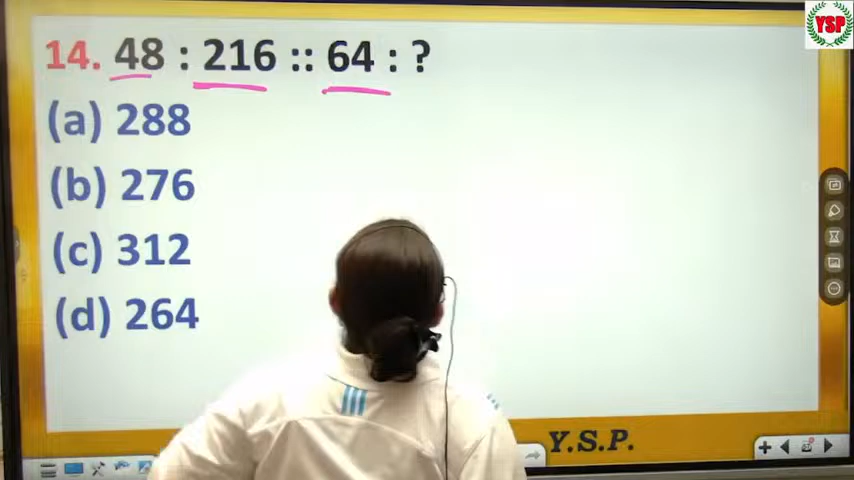 YSP
14. 48 : 216 :: 64 : ?
(a) 288
(b) 276
(c) 312
(d) 264
Y.S.P.